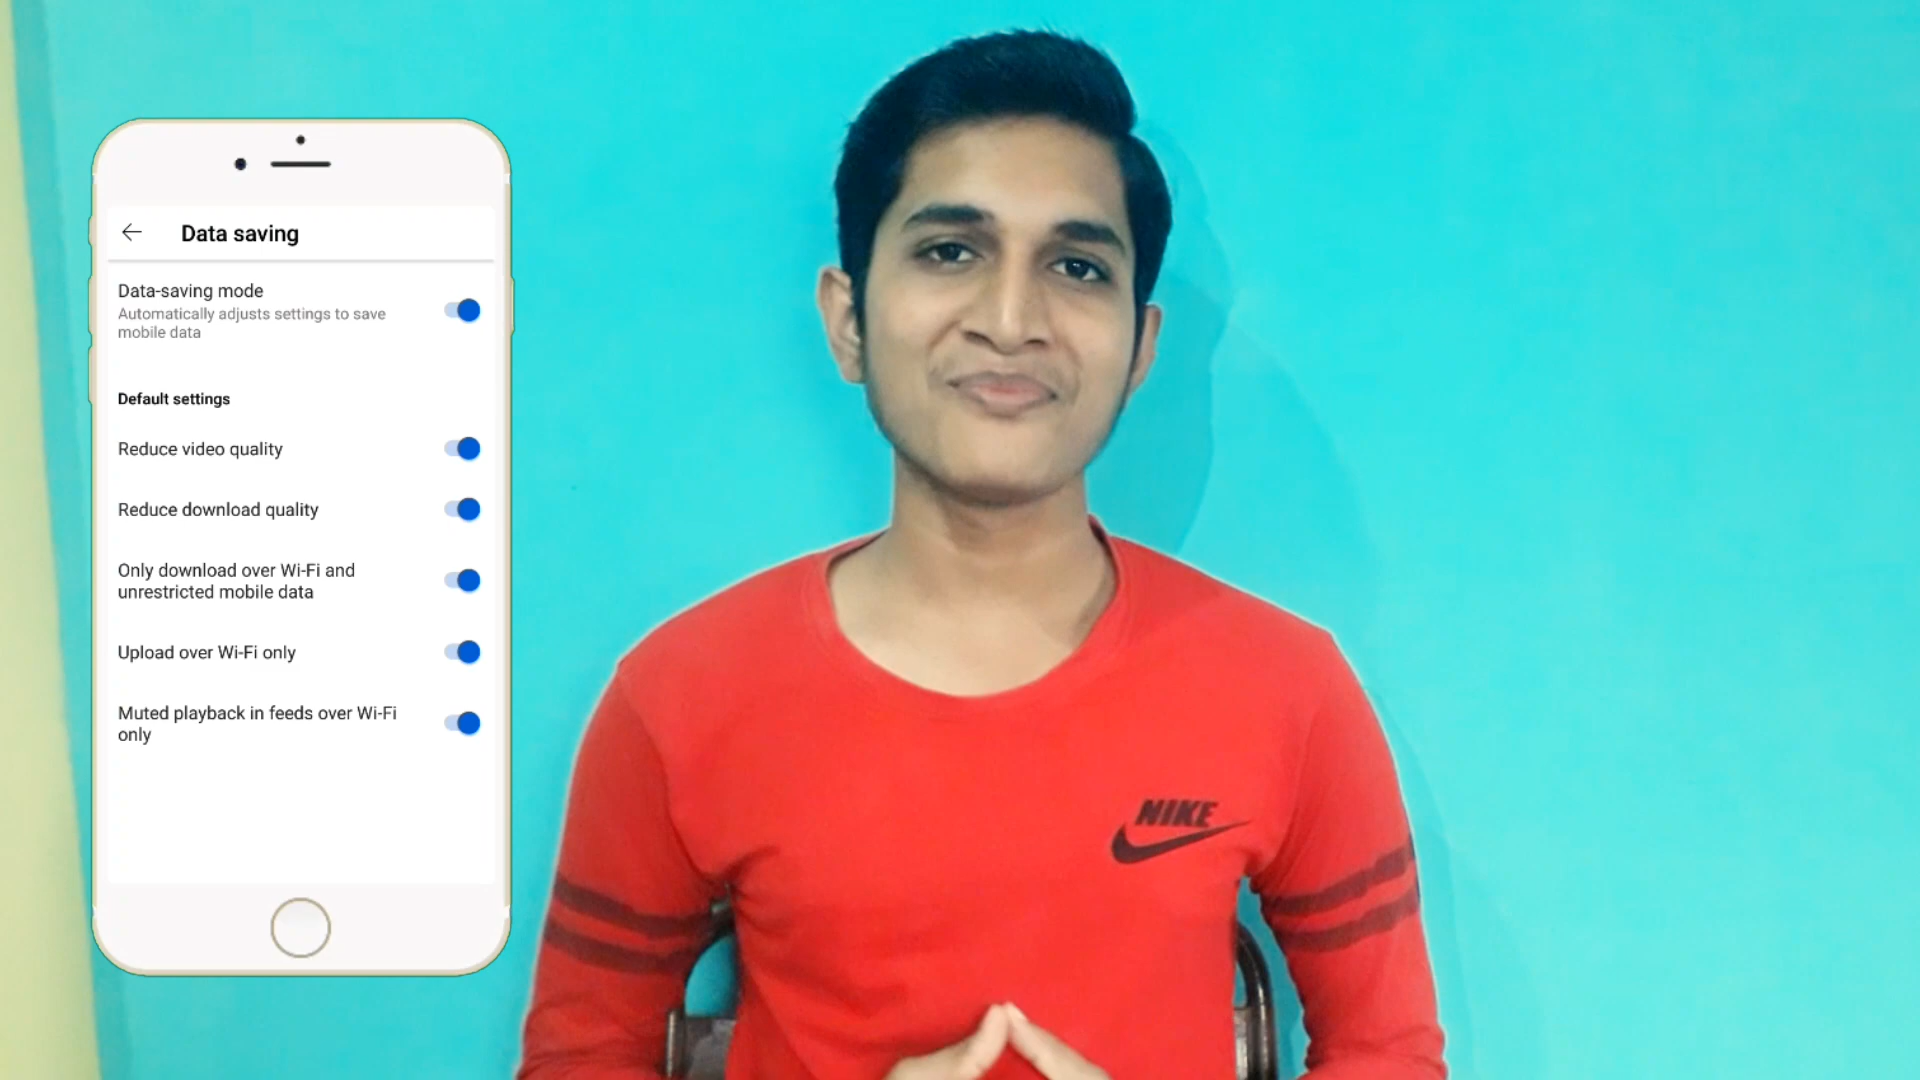 Data saving
Data-saving mode
Automatically adjusts settings to save
mobile data
Default settings
Reduce video quality
Reduce download quality
Only download over Wi-Fi and
unrestricted mobile data
Upload over Wi-Fi only
Muted playback in feeds over Wi-Fi
only
NIKE